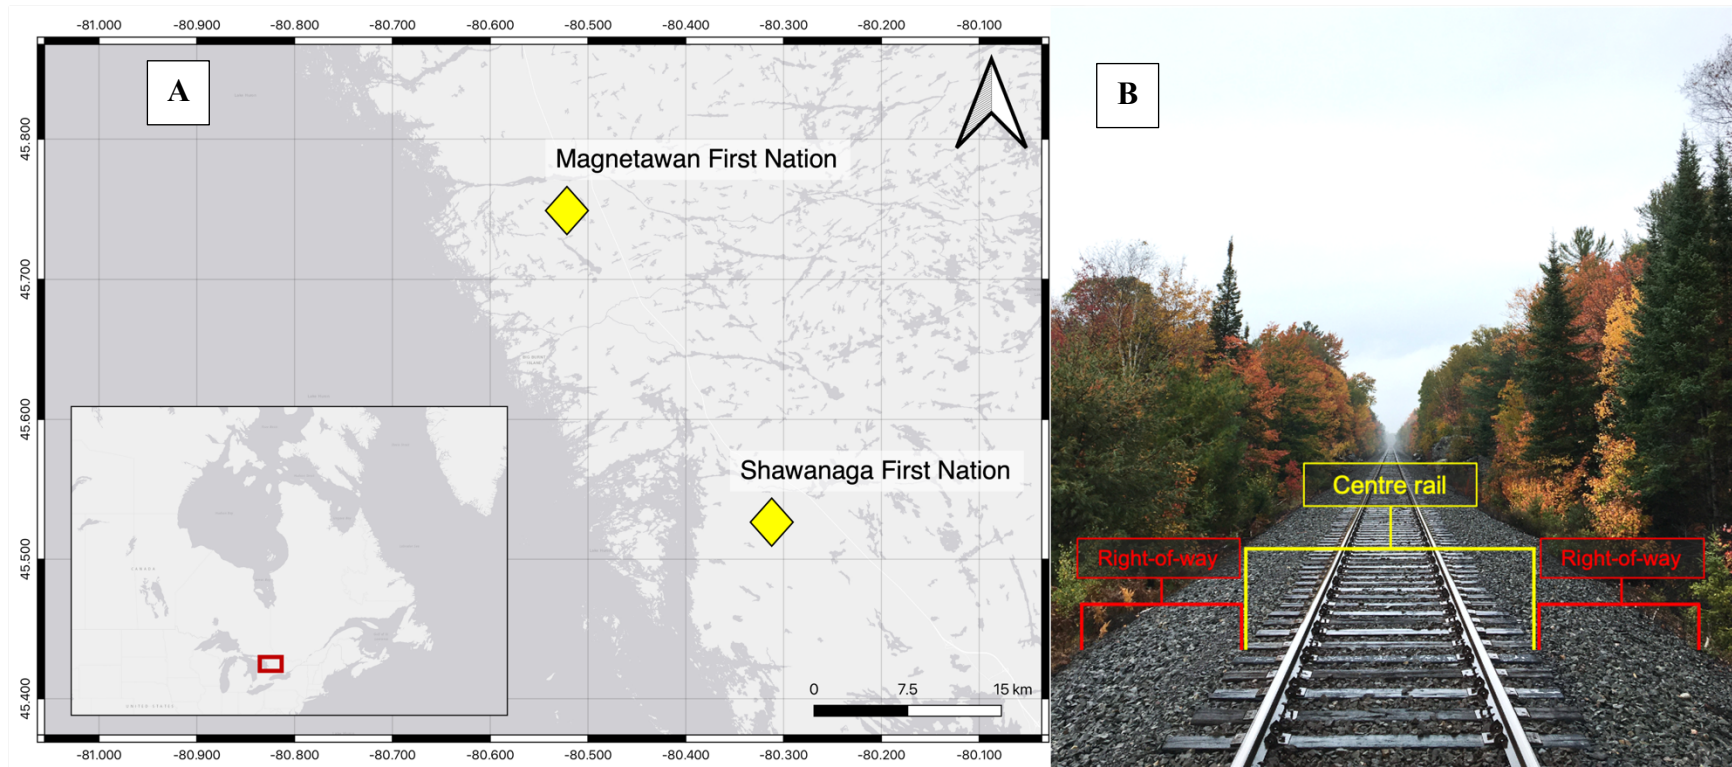 -81.000 -80.900 -80.800 -80.700 -80.600 -80.500 -80.400 -80.300 -80.200 -80.100
A
B
45.800
Magnetawan First Nation
45.700
45.600
Shawanaga First Nation
Centre rail
45.500
Right-of-way
Right-of-way
CANADA
UNITED STATES
45.400
0 7.5 15 km
-81.000 -80.900 -80.800 -80.700 -80.600 -80.500 -80.400 -80.300 -80.200 -80.100